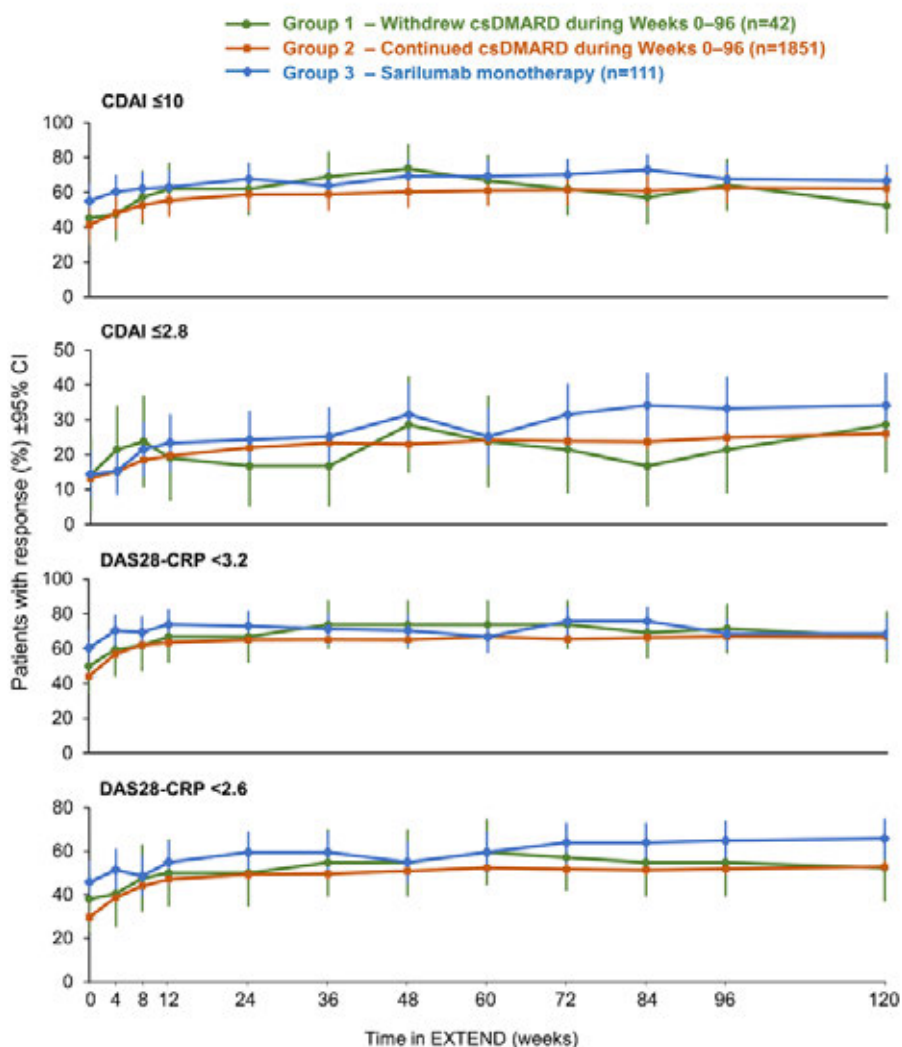 Group 1 – Withdrew csDMARD during Weeks 0–96 (n=42)
Group 2 – Continued csDMARD during Weeks 0–96 (n=1851)
Group 3 – Sarilumab monotherapy (n=111)
CDAI ≤10
100
80
60
40
20
0
CDAI ≤2.8
50
40
30
20
10
0
Patients with response (%) ±95% CI
DAS28-CRP <3.2
100
80
60
40
20
0
DAS28-CRP <2.6
80
60
40
20
0
0 4 8 12 24 36 48 60 72 84 96 120
Time in EXTEND (weeks)